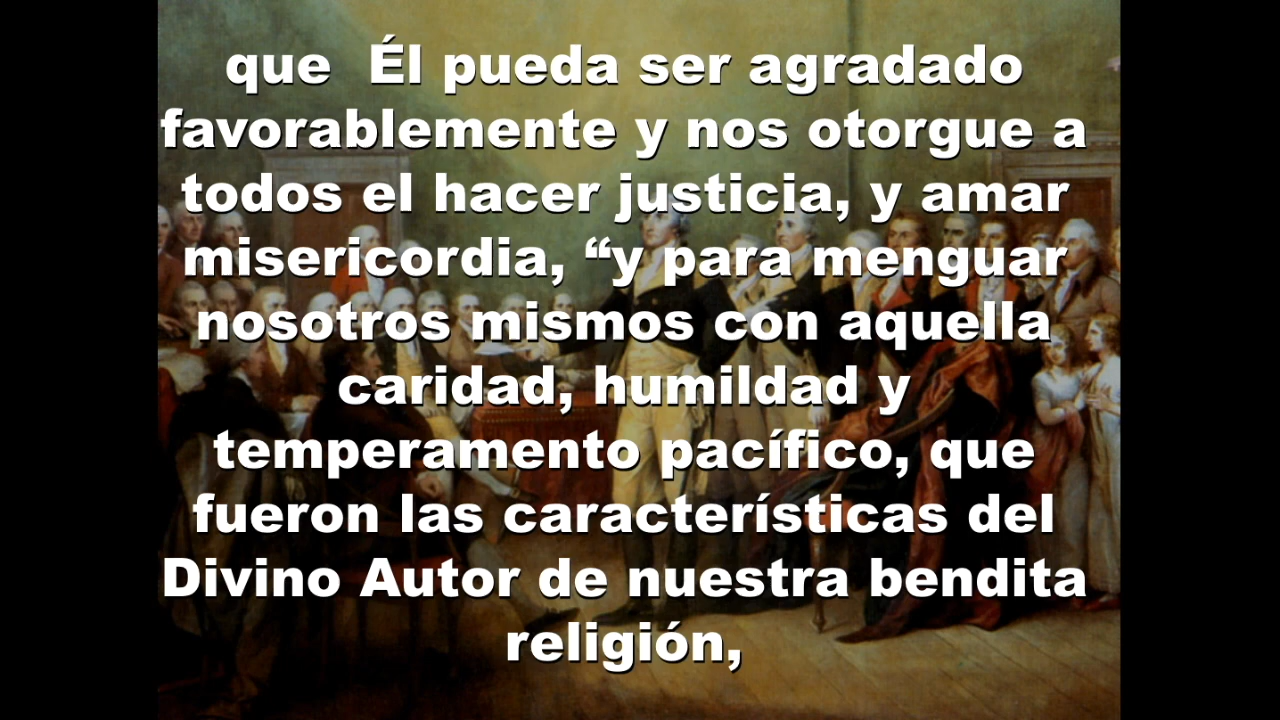 que Él pueda ser agradado
favorablemente y nos otorgue a
todos el hacer justicia, y amar
misericordia, “y para menguar
nosotros mismos con aquella
caridad, humildad y
temperamento pacífico, que
fueron las características del
Divino Autor de nuestra bendita
religión,